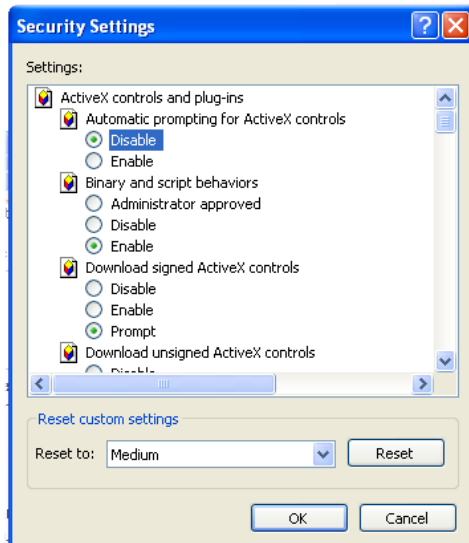 Security Settings
Settings:
ActiveX controls and plug-ins
Automatic prompting for ActiveX controls
Disable
Enable
Binary and script behaviors
Administrator approved
Disable
Enable
Download signed ActiveX controls
Disable
Enable
Prompt
Download unsigned ActiveX controls
Disable
Reset custom settings
Reset to: Medium Reset
OK Cancel